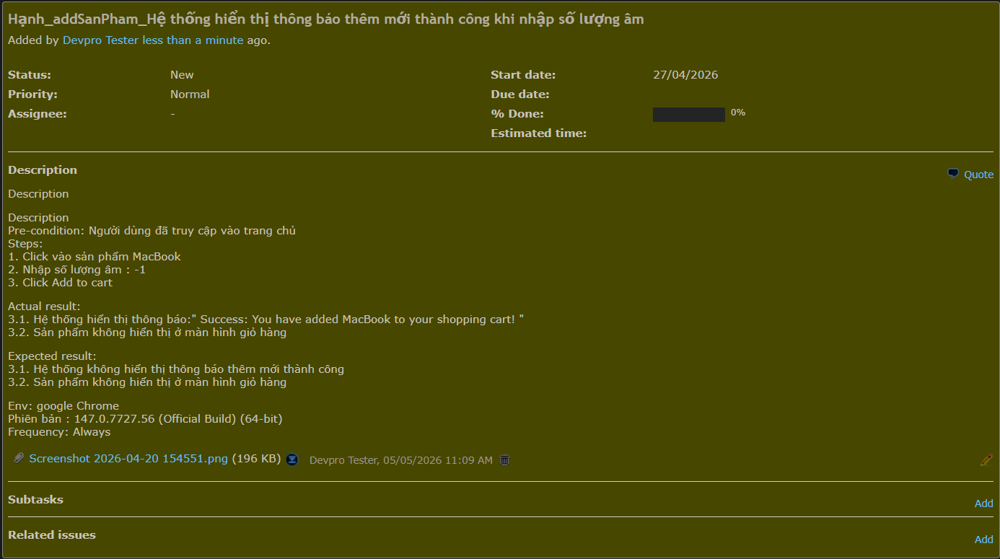 Hạnh_addSanPham_Hệ thống hiển thị thông báo thêm mới thành công khi nhập số lượng âm
Added by Devpro Tester less than a minute ago.
Status: New
Start date: 27/04/2026
Priority: Normal
Due date:
Assignee: -
% Done: 0%
Estimated time:
Description
Quote
Description
Description
Pre-condition: Người dùng đã truy cập vào trang chủ
Steps:
1. Click vào sản phẩm MacBook
2. Nhập số lượng âm : -1
3. Click Add to cart
Actual result:
3.1. Hệ thống hiển thị thông báo:" Success: You have added MacBook to your shopping cart! "
3.2. Sản phẩm không hiển thị ở màn hình giỏ hàng
Expected result:
3.1. Hệ thống không hiển thị thông báo thêm mới thành công
3.2. Sản phẩm không hiển thị ở màn hình giỏ hàng
Env: google Chrome
Phiên bản : 147.0.7727.56 (Official Build) (64-bit)
Frequency: Always
Screenshot 2026-04-20 154551.png (196 KB) Devpro Tester, 05/05/2026 11:09 AM
Subtasks
Add
Related issues
Add